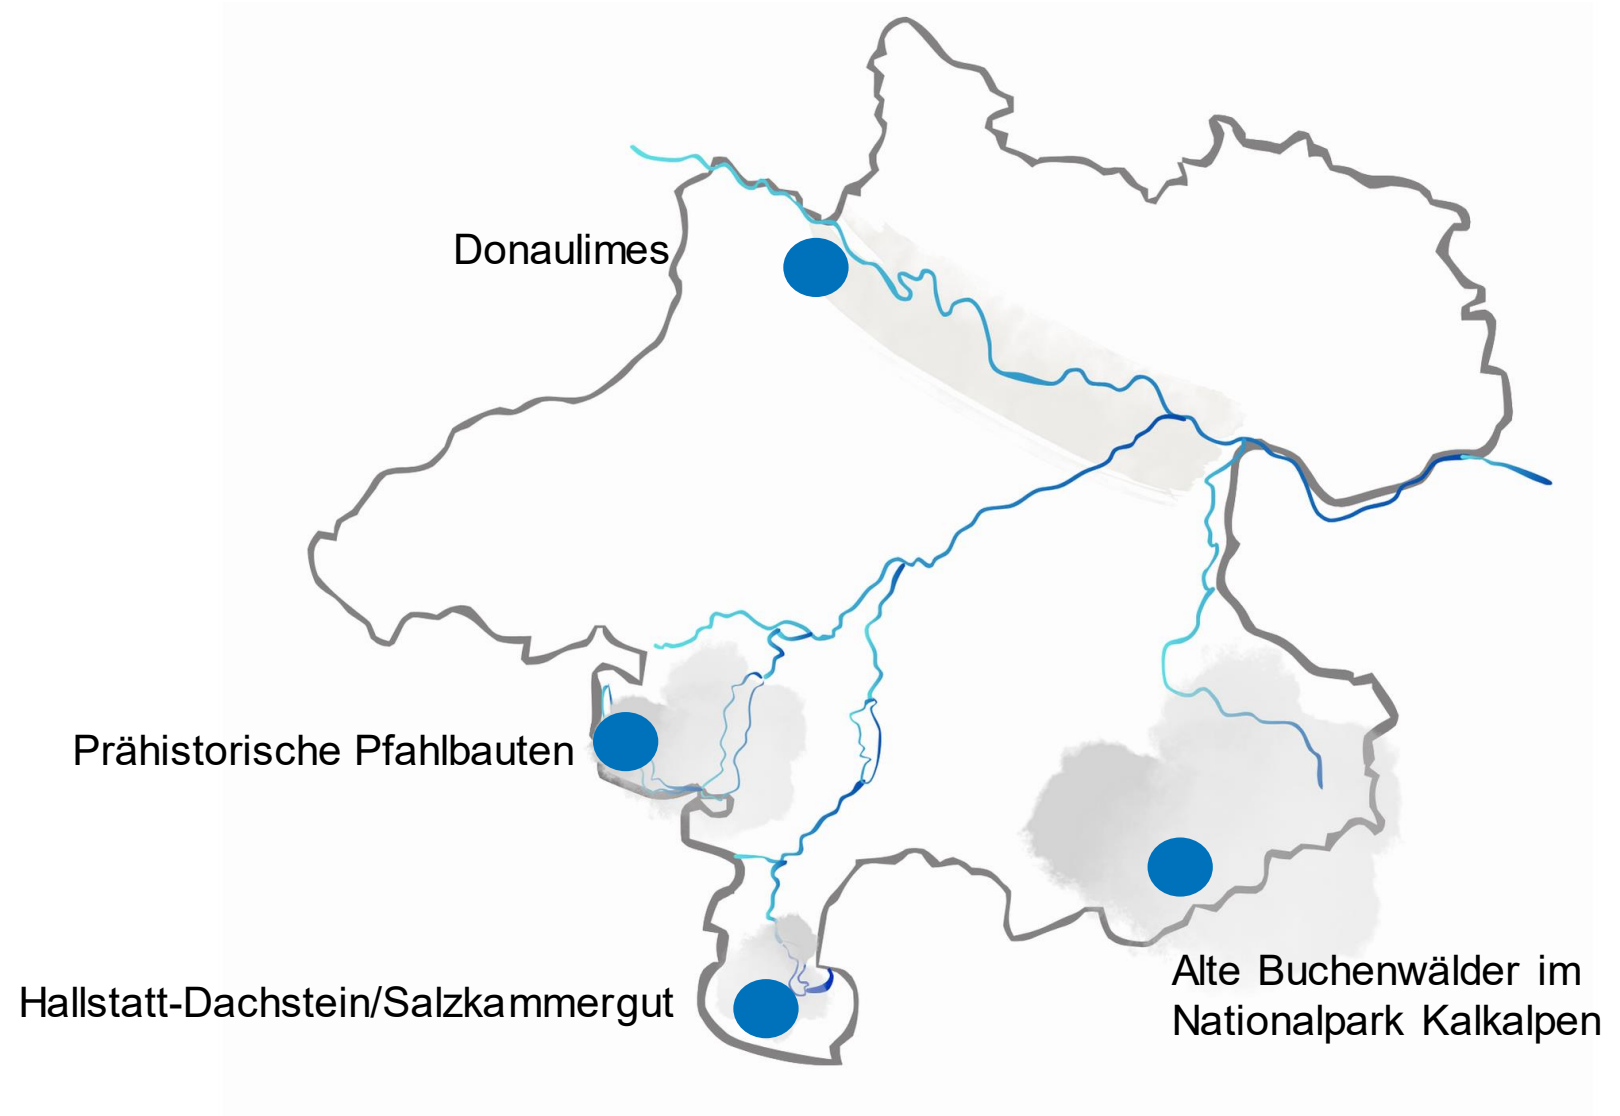 Donaulimes
Prähistorische Pfahlbauten
Hallstatt-Dachstein/Salzkammergut
Alte Buchenwälder im
Nationalpark Kalkalpen